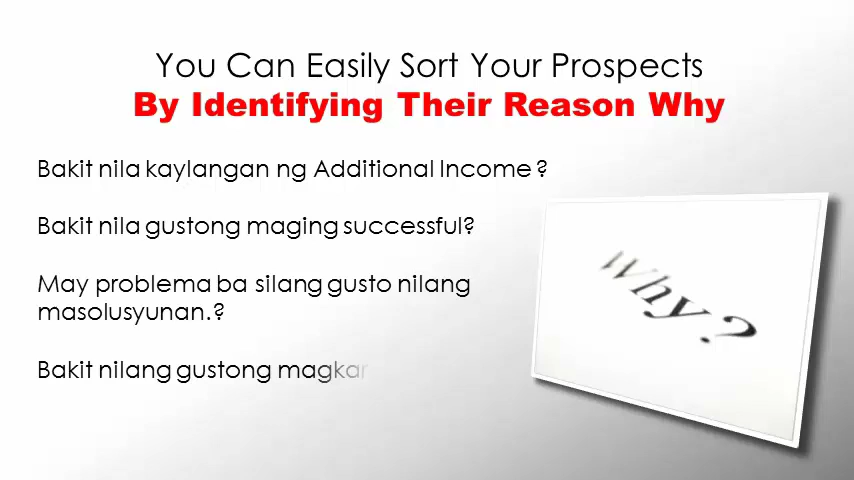 You Can Easily Sort Your Prospects
By Identifying Their Reason Why
Bakit nila kaylangan ng Additional Income ?
Bakit nila gustong maging successful?
May problema ba silang gusto nilang
masolusyunan.?
Bakit nilang gustong
Why?